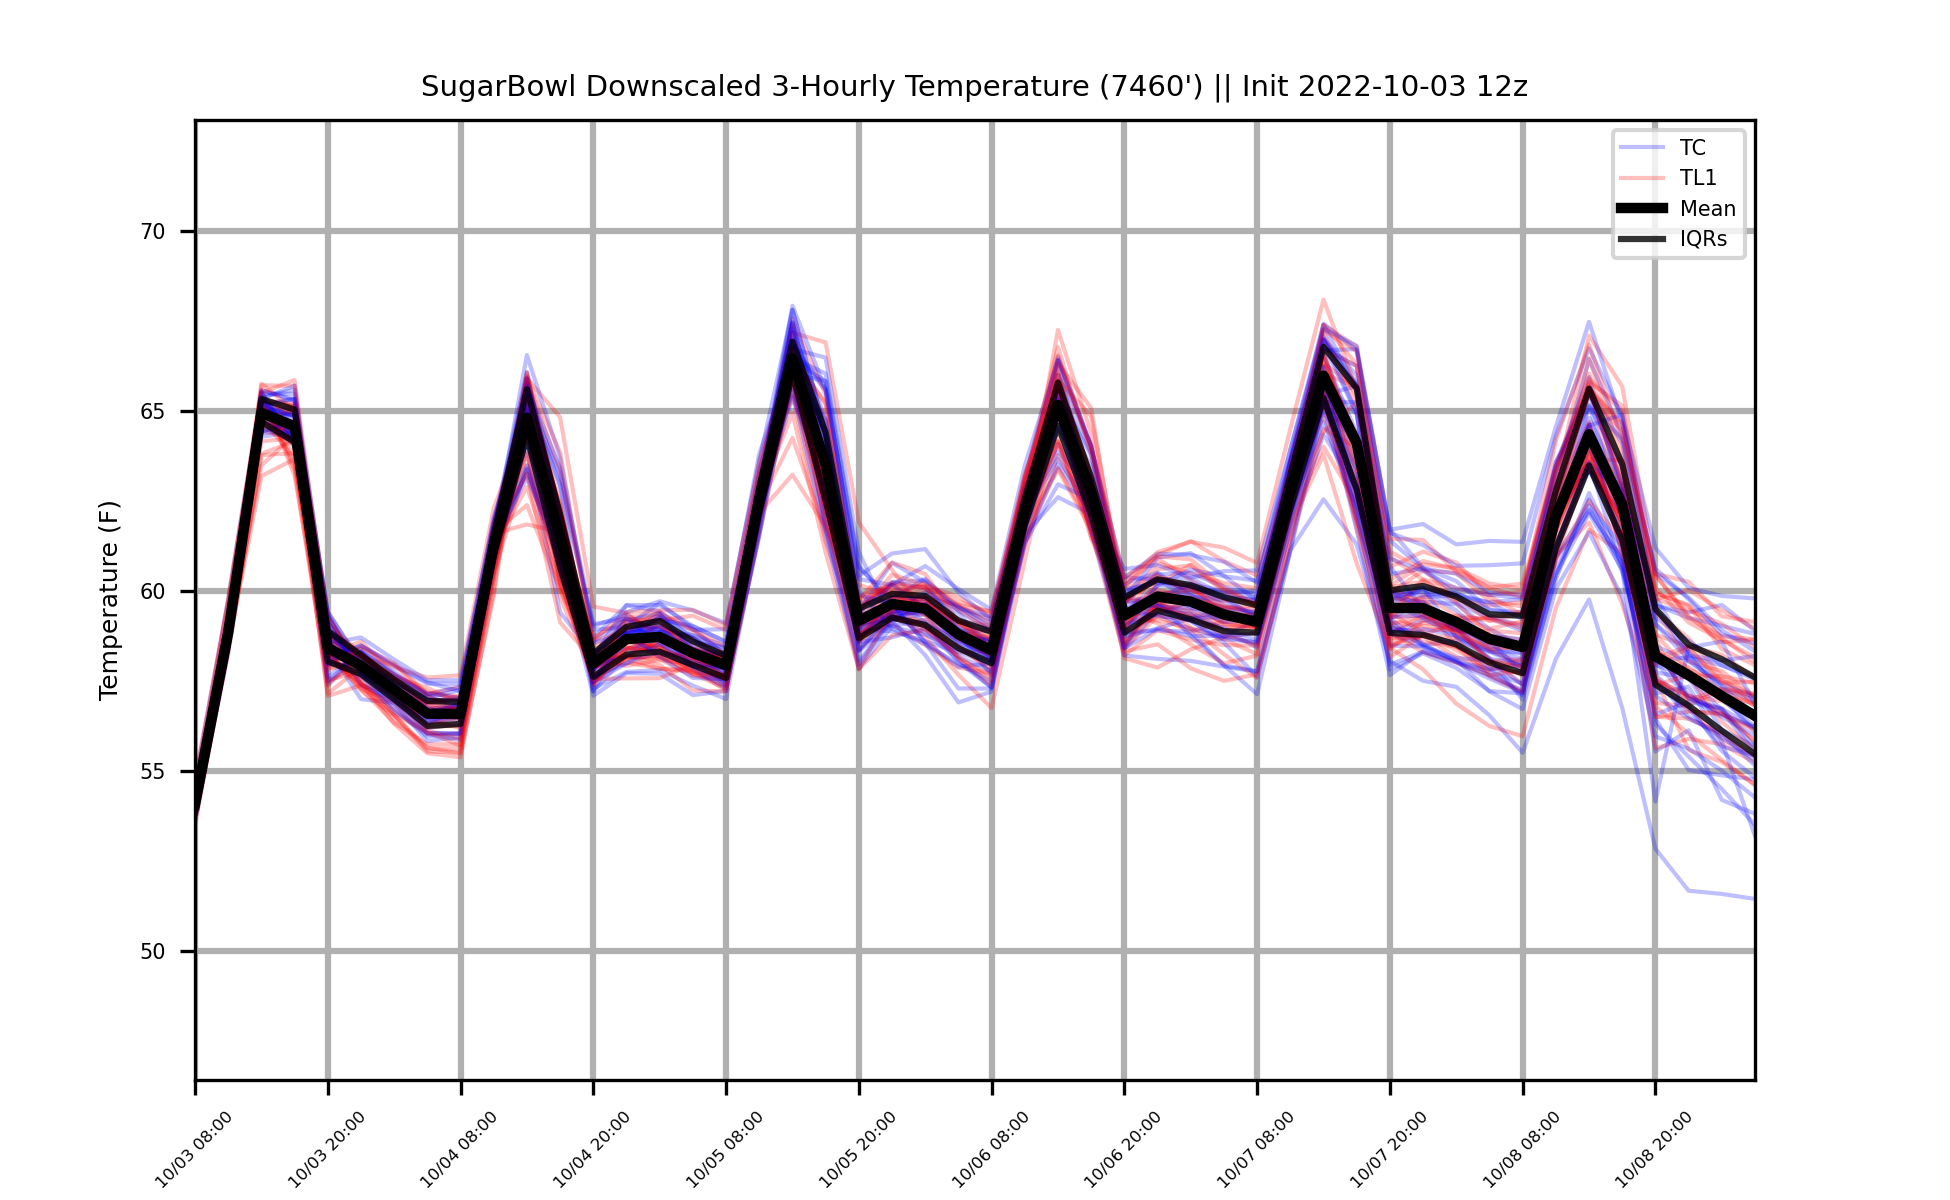 SugarBowl Downscaled 3-Hourly Temperature (7460') || Init 2022-10-03 12z
TC
TL1
Mean
IQRs
Temperature (F)
70
65
60
55
50
10/03 08:00
10/03 20:00
10/04 08:00
10/04 20:00
10/05 08:00
10/05 20:00
10/06 08:00
10/06 20:00
10/07 08:00
10/07 20:00
10/08 08:00
10/08 20:00